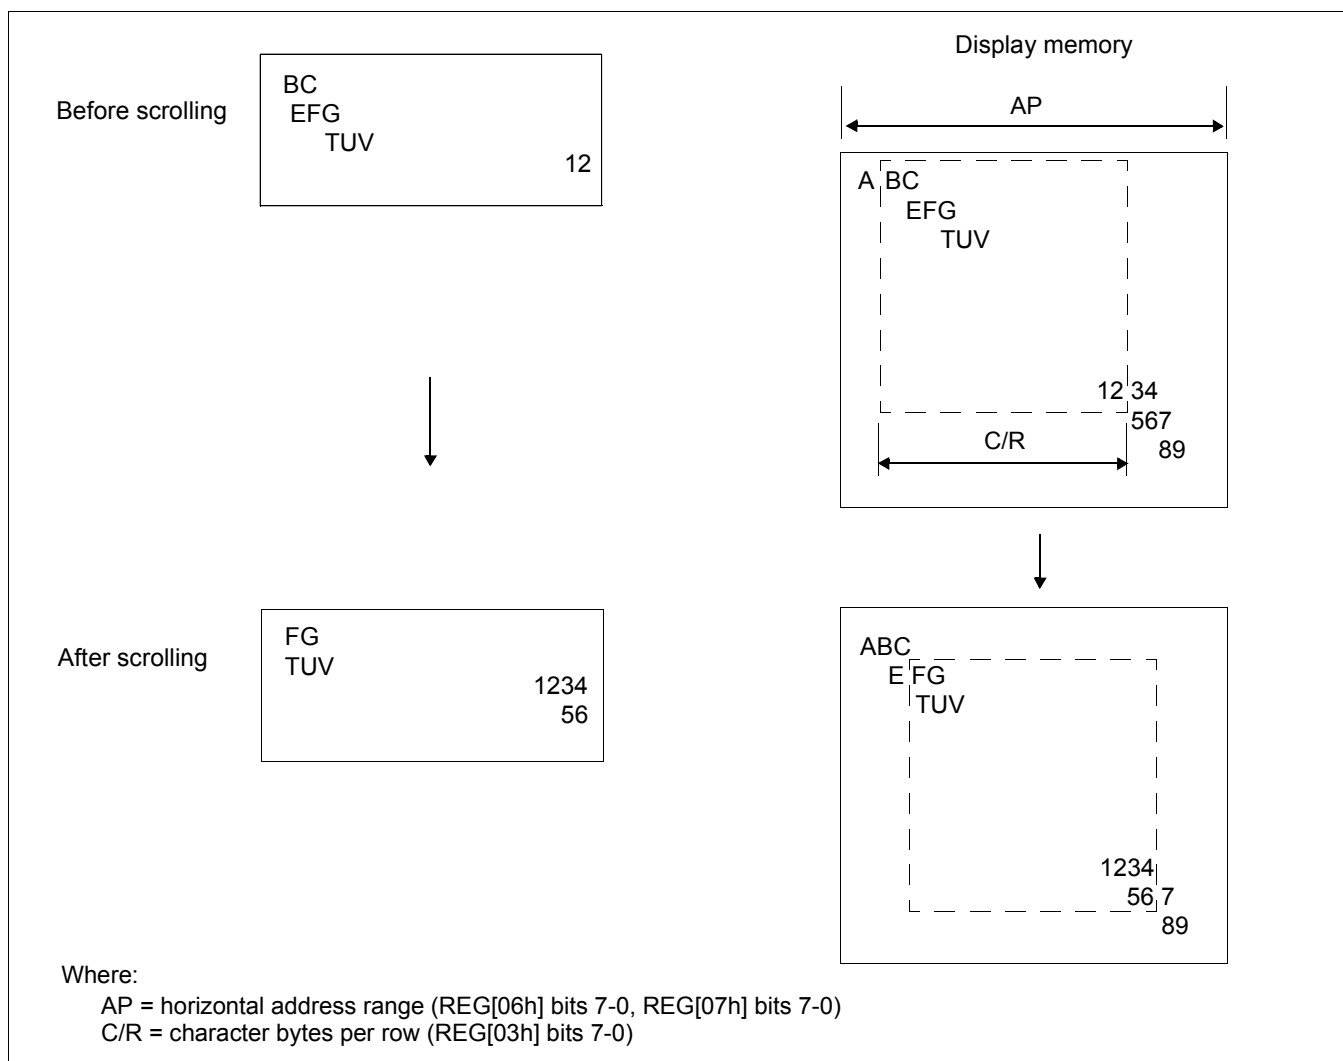 Display memory
Before scrolling
BC
EFG
TUV
12
AP
A BC
EFG
TUV
12 34
567
89
C/R
After scrolling
FG
TUV
1234
56
ABC
E FG
TUV
1234
56 7
89
Where:
AP = horizontal address range (REG[06h] bits 7-0, REG[07h] bits 7-0)
C/R = character bytes per row (REG[03h] bits 7-0)